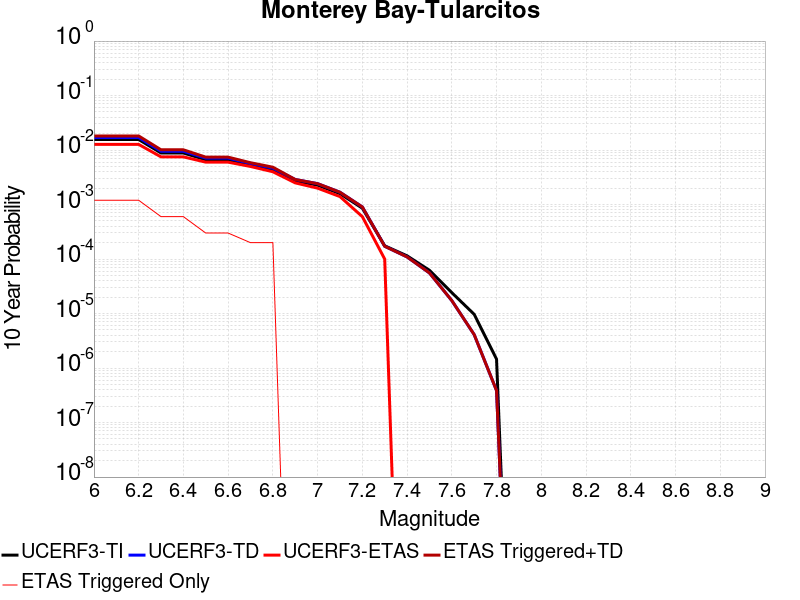 Monterey Bay-Tularcitos
10 0
10 -1
10 -2
10 -3
10 -4
10 -5
10 -6
10 -7
10 -8
10 Year Probability
6 6.2 6.4 6.6 6.8 7 7.2 7.4 7.6 7.8 8 8.2 8.4 8.6 8.8 9
Magnitude
UCERF3-TI UCERF3-TD UCERF3-ETAS ETAS Triggered+TD
ETAS Triggered Only